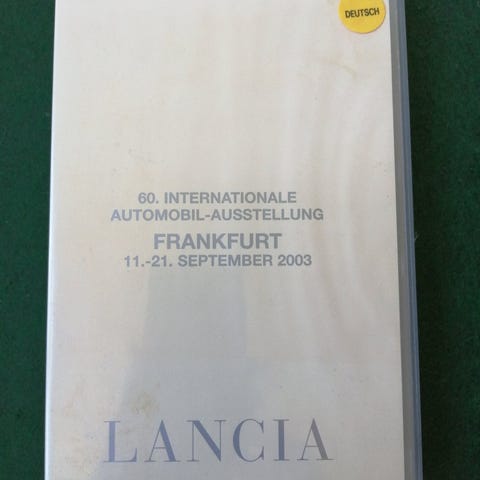 DEUTSCH
60. INTERNATIONALE
AUTOMOBIL-AUSSTELLUNG
FRANKFURT
11.-21. SEPTEMBER 2003
LANCIA